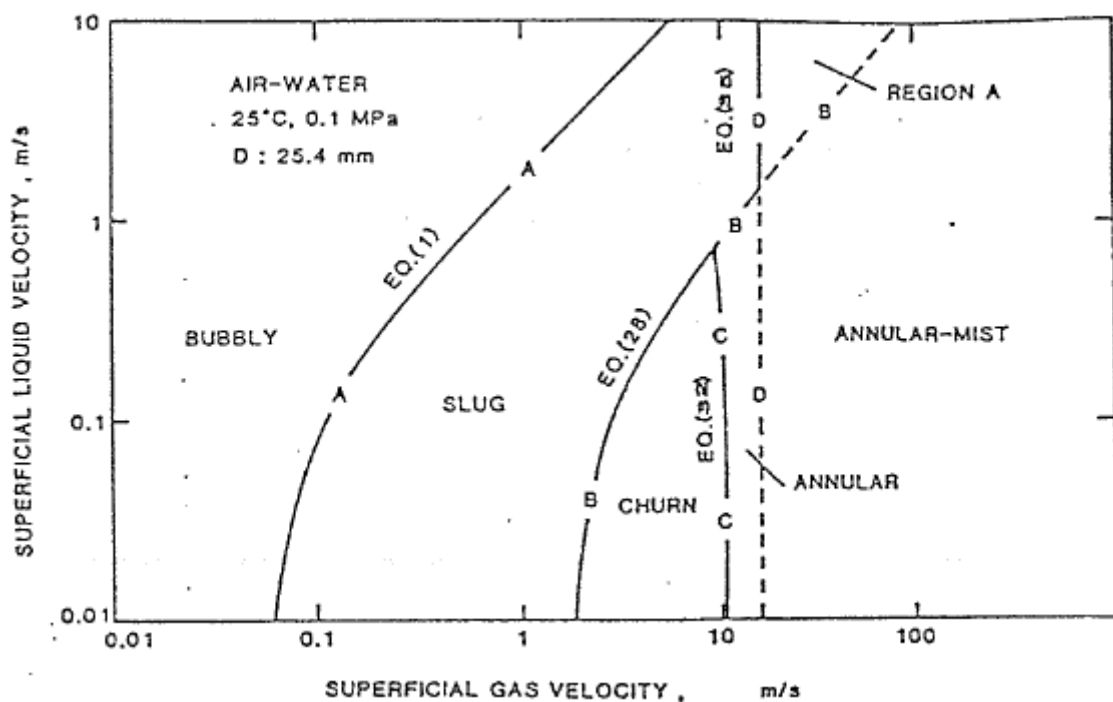 10
AIR-WATER
25°C, 0.1 MPa
D : 25.4 mm
A
EQ.(1)
A
BUBBLY
SLUG
EQ.(28)
B
B
B
CHURN
EQ.(32)
C
C
D
D
REGION A
ANNULAR-MIST
ANNULAR
1
0.1
0.01
SUPERFICIAL LIQUID VELOCITY , m/s
0.01
0.1
1
10
100
SUPERFICIAL GAS VELOCITY , m/s